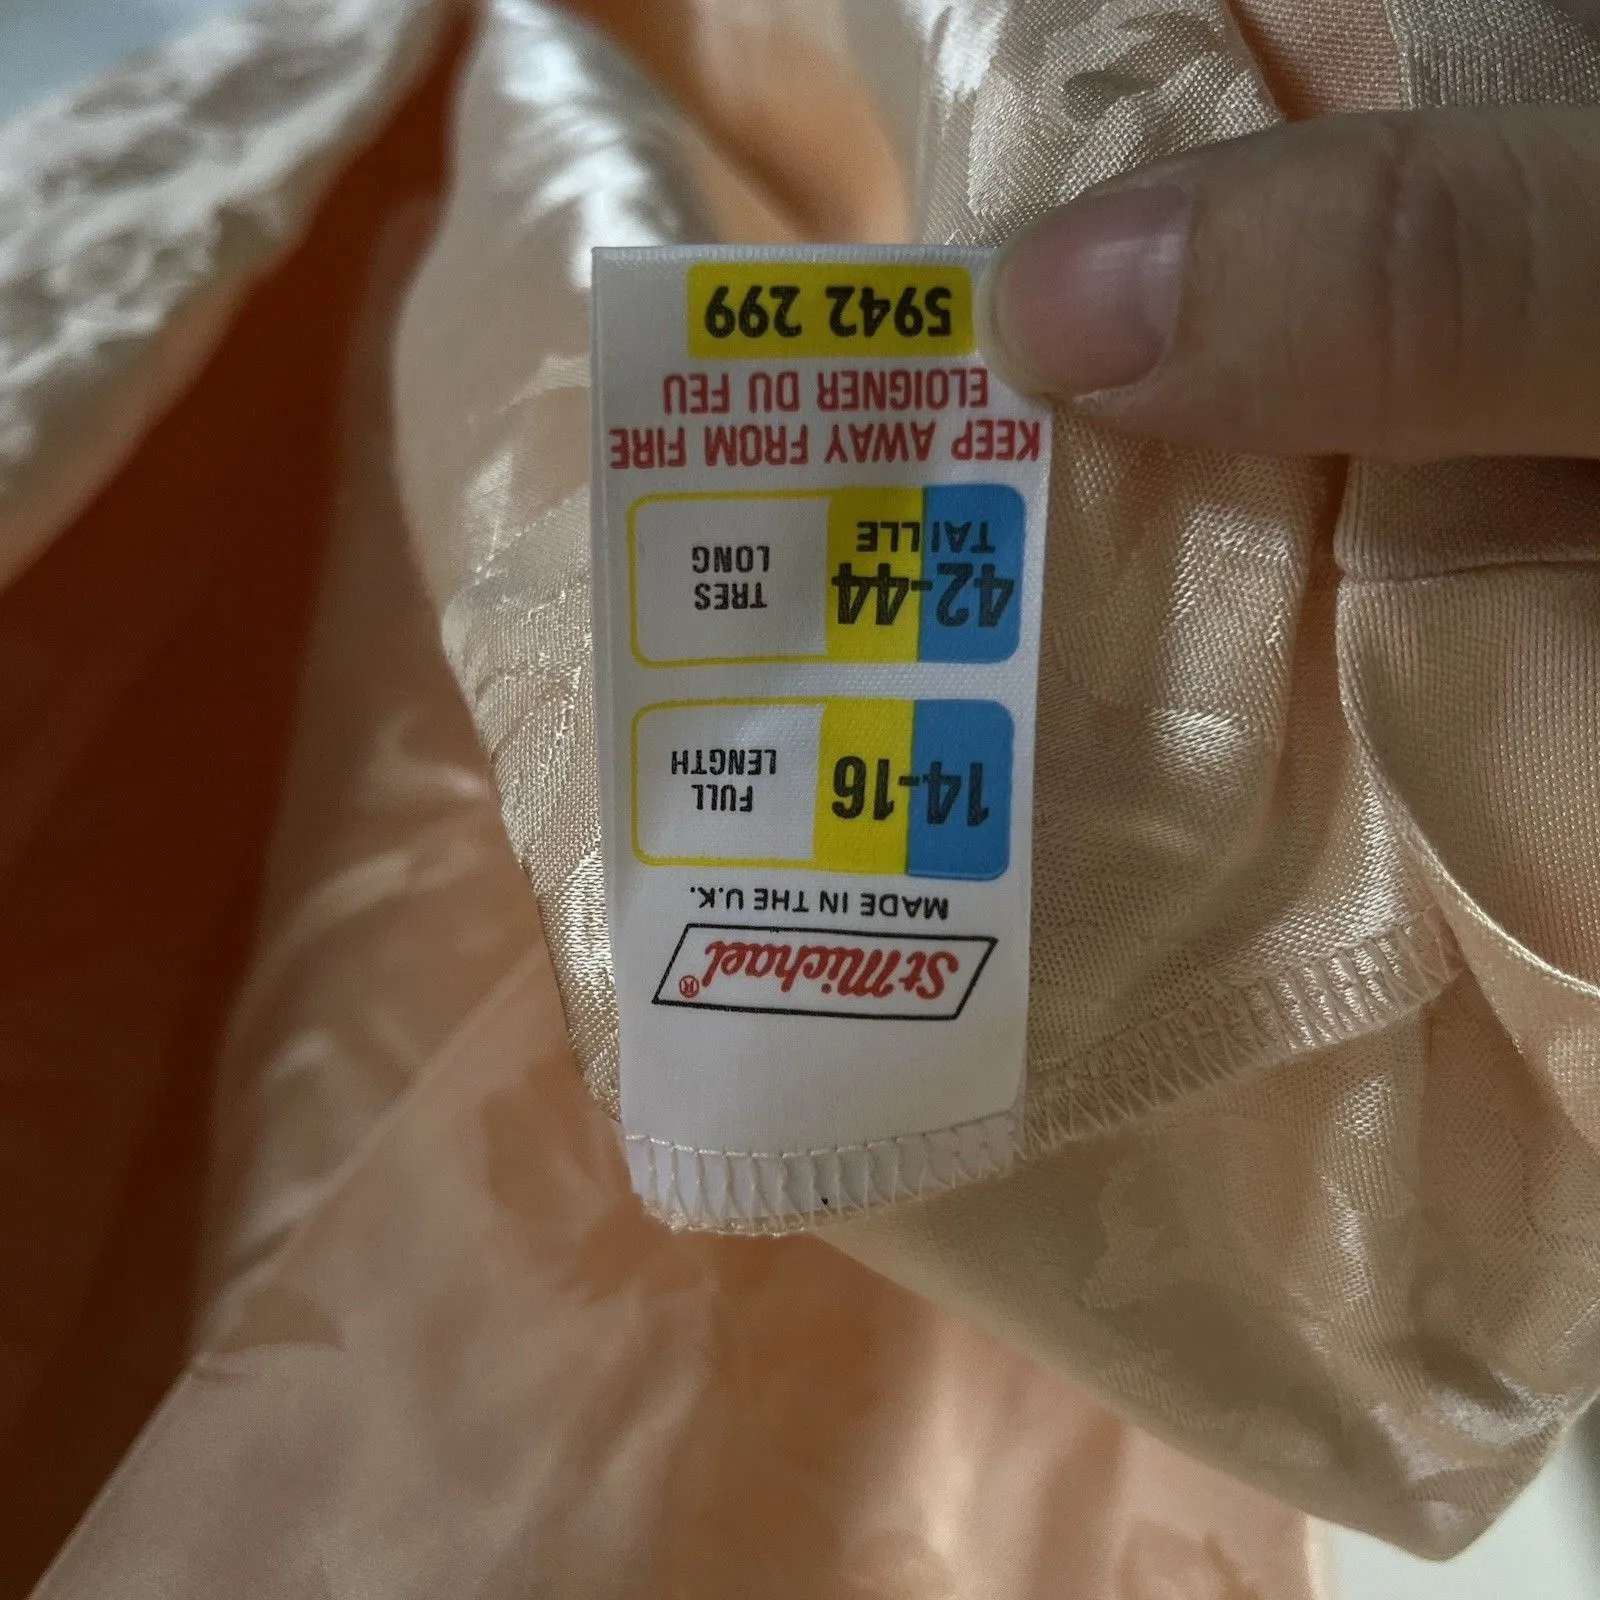 St Michael®
MADE IN THE U.K.
14-16 FULL
LENGTH
42-44 TRES
TAILLE LONG
KEEP AWAY FROM FIRE
ELOIGNER DU FEU
5942 299